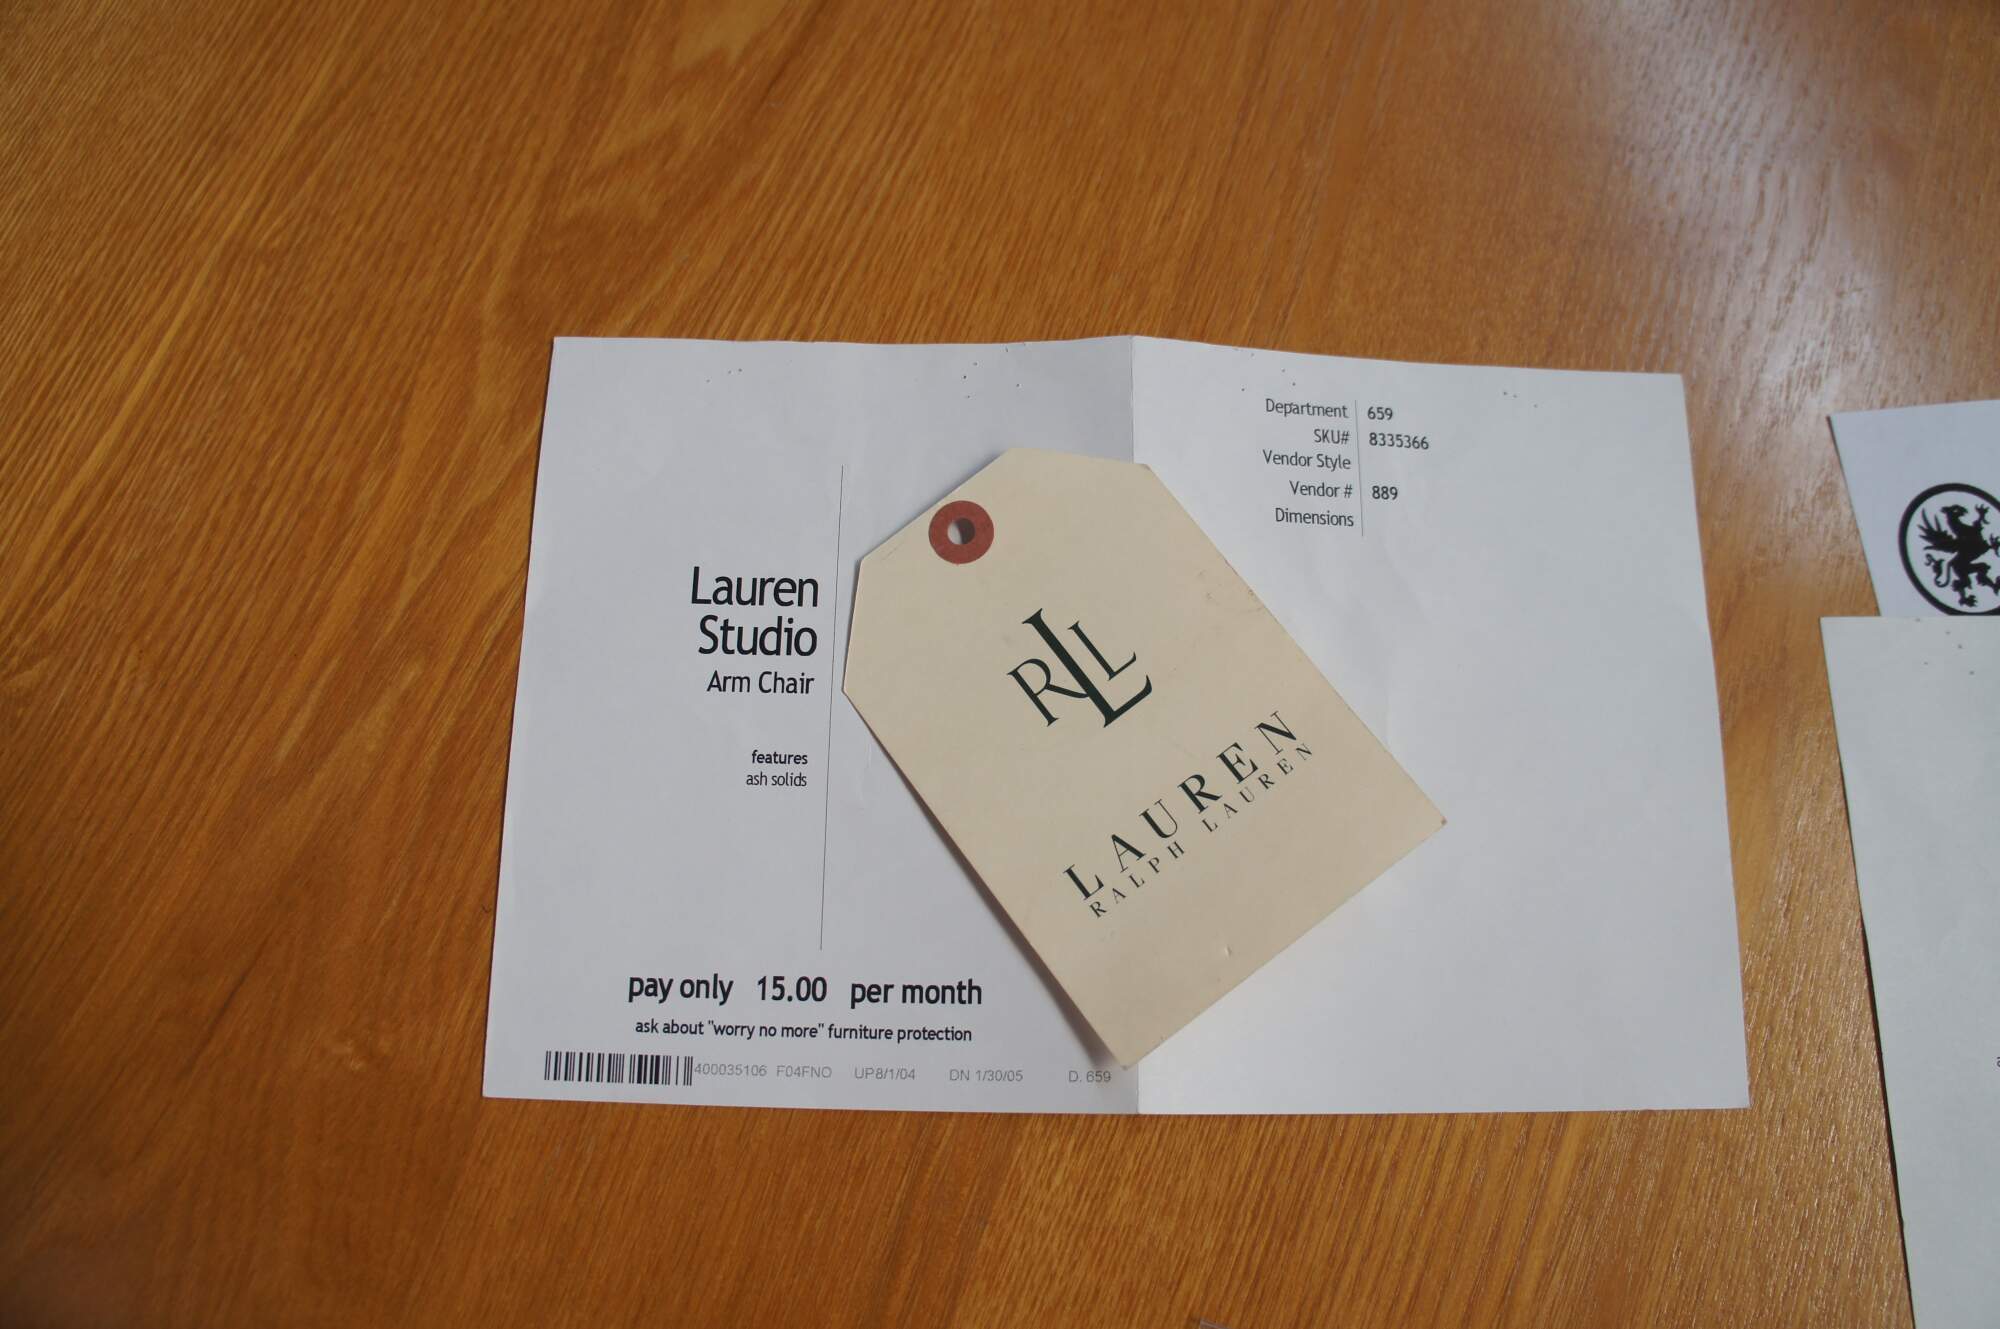 Lauren
Studio
Arm Chair
features
ash solids
pay only 15.00 per month
ask about "worry no more" furniture protection
400035106 F04FNO UP8/1/04 DN 1/30/05 D. 659
Department 659
SKU# 8335366
Vendor Style
Vendor # 889
Dimensions
RLL
LAUREN
RALPH LAUREN